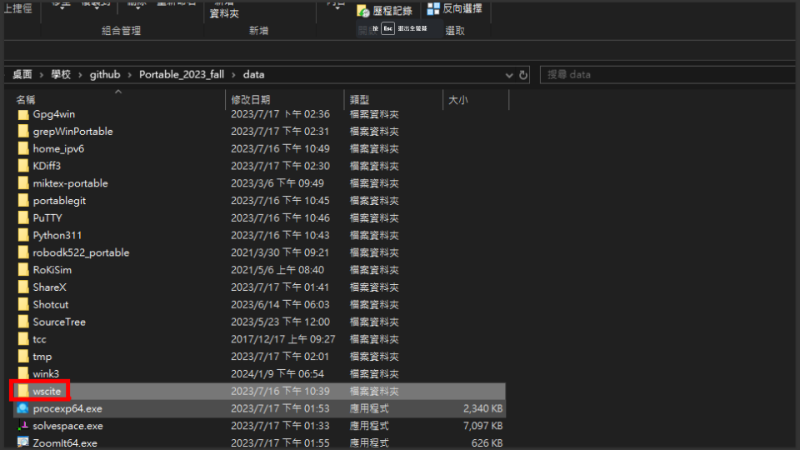 上捷徑
資料夾
歷程記錄
反向選擇
按 Esc 退出全螢幕
組合管理 新增 選取
桌面 › 學校 › github › Portable_2023_fall › data
搜尋 data
名稱 修改日期 類型 大小
Gpg4win 2023/7/17 下午 02:36 檔案資料夾
grepWinPortable 2023/7/17 下午 02:31 檔案資料夾
home_ipv6 2023/7/16 下午 10:49 檔案資料夾
KDiff3 2023/7/17 下午 02:30 檔案資料夾
miktex-portable 2023/3/6 下午 09:49 檔案資料夾
portablegit 2023/7/16 下午 10:45 檔案資料夾
PuTTY 2023/7/16 下午 10:46 檔案資料夾
Python311 2023/7/16 下午 10:43 檔案資料夾
robodk522_portable 2021/3/30 下午 09:21 檔案資料夾
RoKiSim 2021/5/6 上午 08:40 檔案資料夾
ShareX 2023/7/17 下午 02:01 檔案資料夾
Shotcut 2023/6/14 下午 06:03 檔案資料夾
SourceTree 2023/5/23 下午 12:00 檔案資料夾
tcc 2017/12/17 上午 09:27 檔案資料夾
tmp 2023/7/17 下午 02:01 檔案資料夾
wink3 2024/1/9 下午 06:54 檔案資料夾
wscite 2023/7/16 下午 10:39 檔案資料夾
procexp64.exe 2023/7/17 下午 01:53 應用程式 2,340 KB
solvespace.exe 2023/7/17 下午 01:33 應用程式 7,097 KB
ZoomIt64.exe 2023/7/17 下午 01:55 應用程式 626 KB